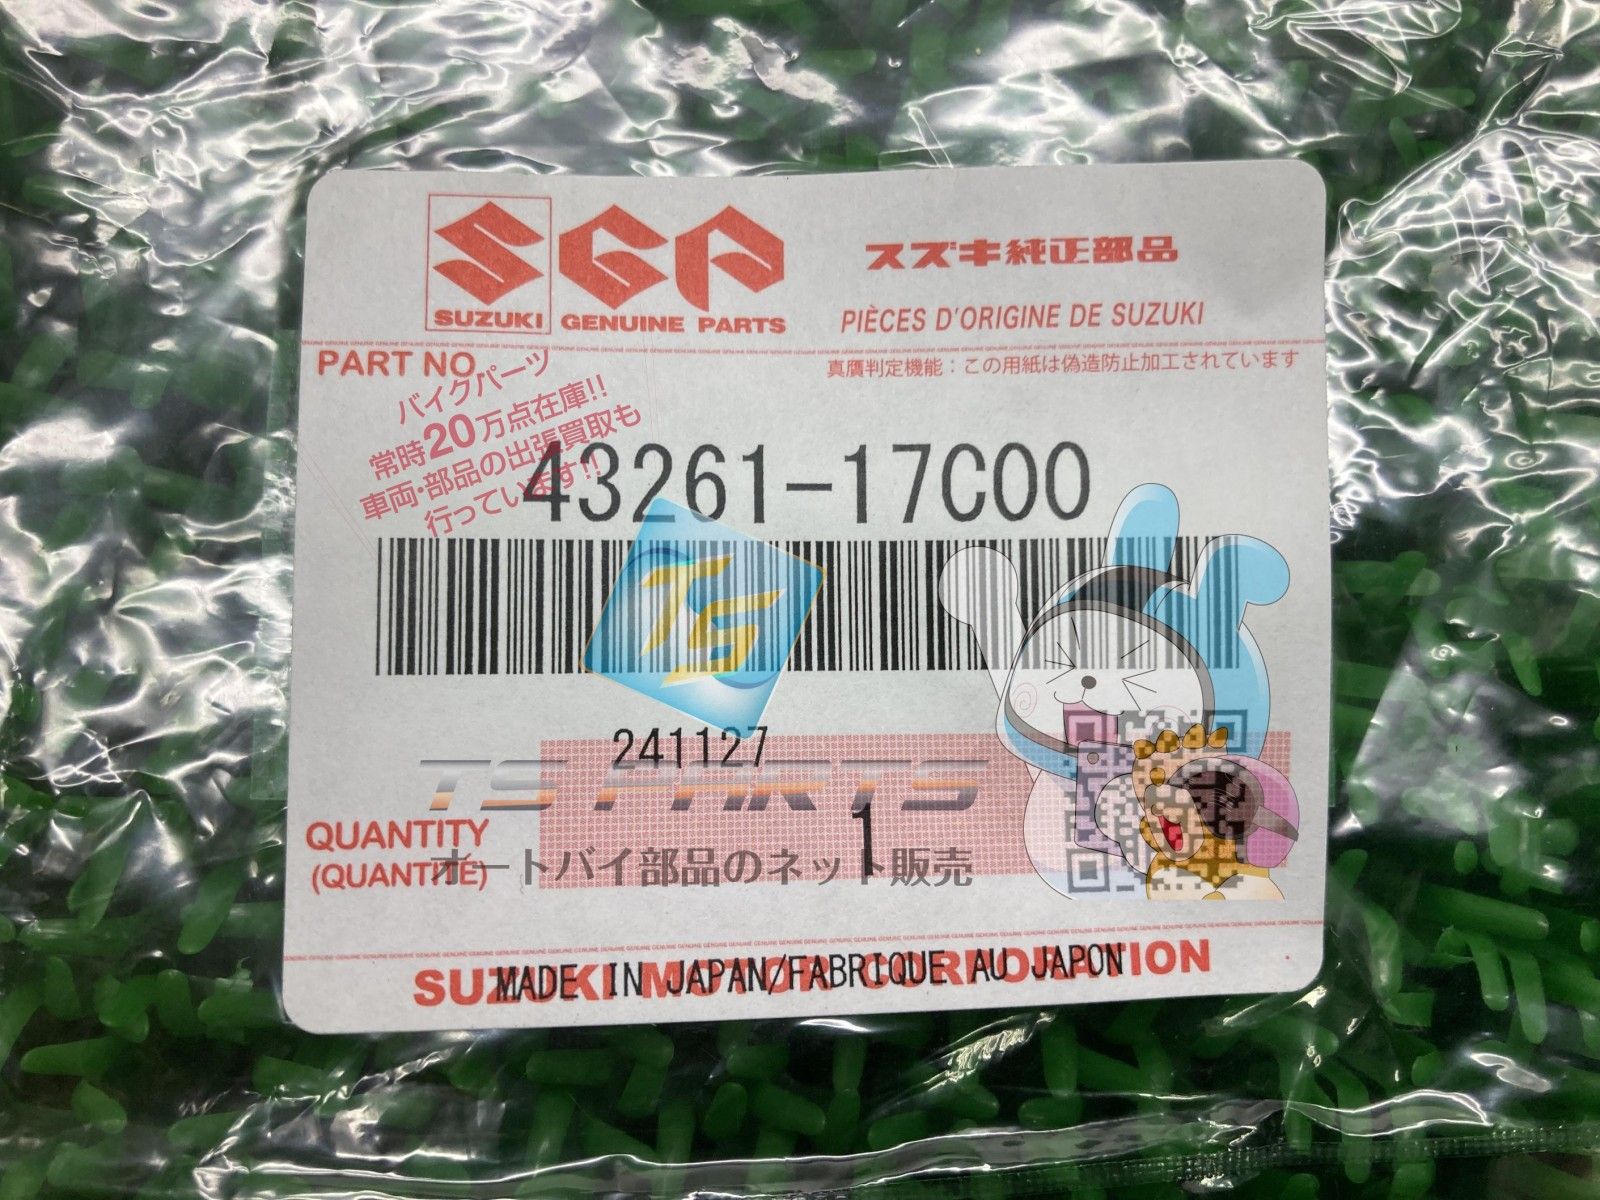 SUZUKI
SGP
GENUINE PARTS
スズキ純正部品
PIÈCES D'ORIGINE DE SUZUKI
PART NO.
真贋判定機能：この用紙は偽造防止加工されています
バイクパーツ
常時20万点在庫!!
車両・部品の出張買取も
行っています!!
43261-17C00
TS
241127
TS PARTS
QUANTITY
(QUANTITÉ)
1
オートバイ部品のネット販売
SUZUKI MOTOR CORPORATION
MADE IN JAPAN/FABRIQUE AU JAPON